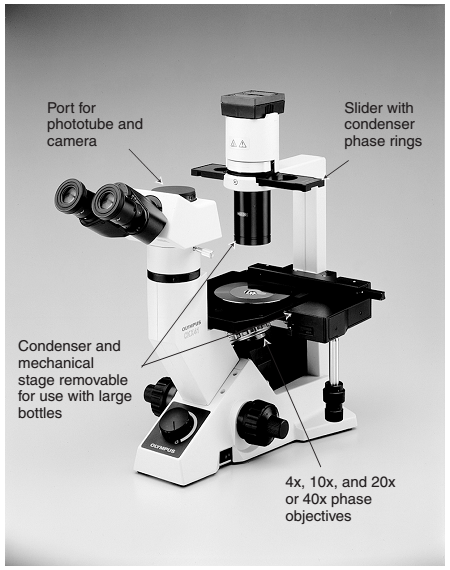 Port for
phototube and
camera
Slider with
condenser
phase rings
OLYMPUS
Condenser and
mechanical
stage removable
for use with large
bottles
OLYMPUS
4x, 10x, and 20x
or 40x phase
objectives